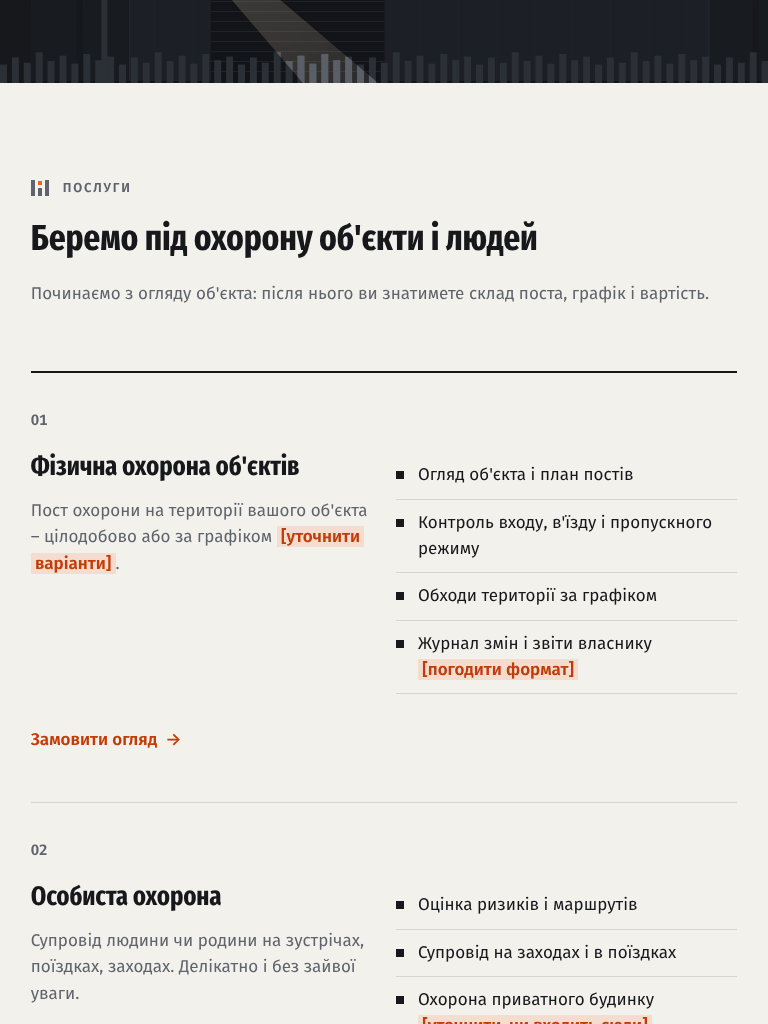 ПОСЛУГИ
Беремо під охорону об'єкти і людей
Починаємо з огляду об'єкта: після нього ви знатимете склад поста, графік і вартість.
01
Фізична охорона об'єктів
Пост охорони на території вашого об'єкта
– цілодобово або за графіком [уточнити
варіанти].
Огляд об'єкта і план постів
Контроль входу, в'їзду і пропускного
режиму
Обходи території за графіком
Журнал змін і звіти власнику
[погодити формат]
Замовити огляд →
02
Особиста охорона
Супровід людини чи родини на зустрічах,
поїздках, заходах. Делікатно і без зайвої
уваги.
Оцінка ризиків і маршрутів
Супровід на заходах і в поїздках
Охорона приватного будинку
[уточнити, чи входить сюди]